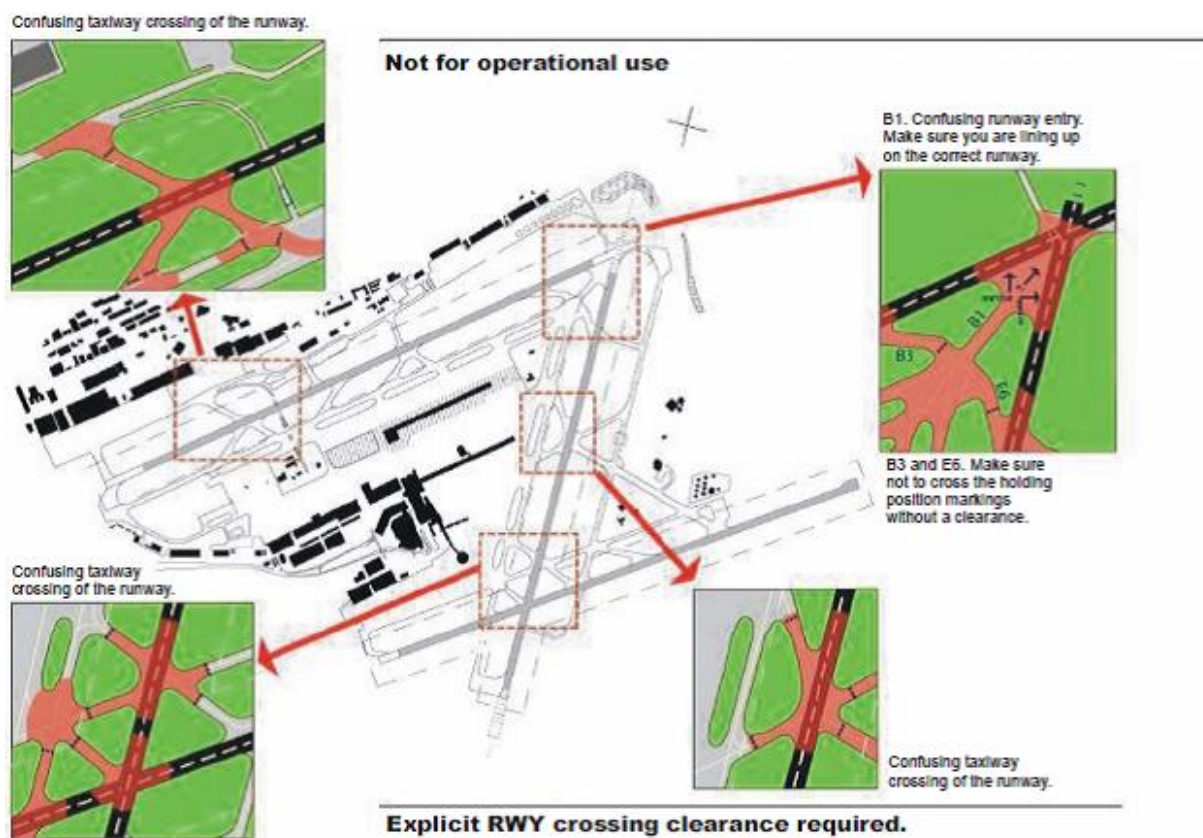 Confusing taxiway crossing of the runway.
Not for operational use
B1. Confusing runway entry.
Make sure you are lining up
on the correct runway.
B1
B3
E6
B3 and E6. Make sure
not to cross the holding
position markings
without a clearance.
Confusing taxiway
crossing of the runway.
Confusing taxiway
crossing of the runway.
Explicit RWY crossing clearance required.